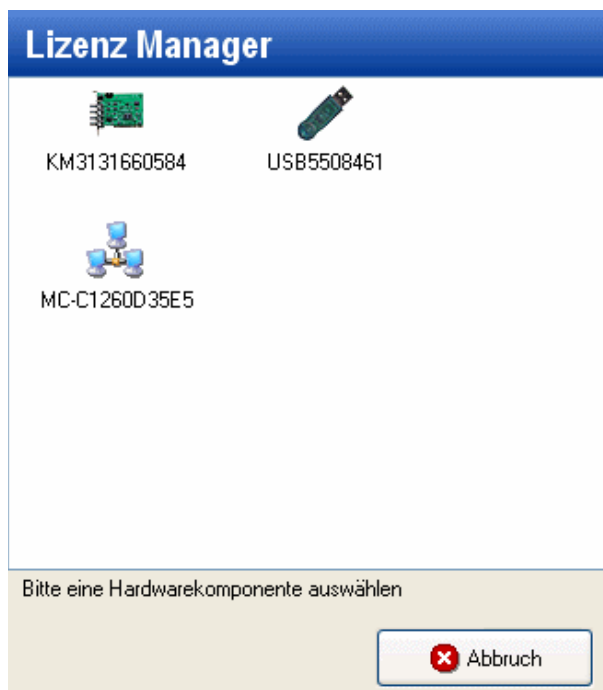 Lizenz Manager
KM3131660584 USB5508461
MC-C1260D35E5
Bitte eine Hardwarekomponente auswählen
Abbruch